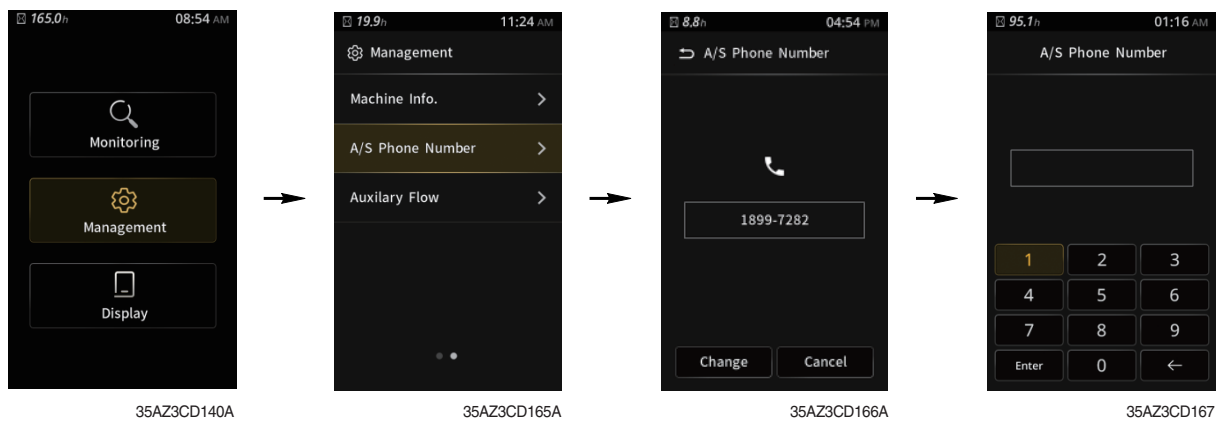 165.0h 08:54 AM
Monitoring
Management
Display
35AZ3CD140A
19.9h 11:24 AM
Management
Machine Info.
A/S Phone Number
Auxilary Flow
35AZ3CD165A
8.8h 04:54 PM
A/S Phone Number
1899-7282
Change Cancel
35AZ3CD166A
95.1h 01:16 AM
A/S Phone Number
1 2 3
4 5 6
7 8 9
Enter 0 ←
35AZ3CD167